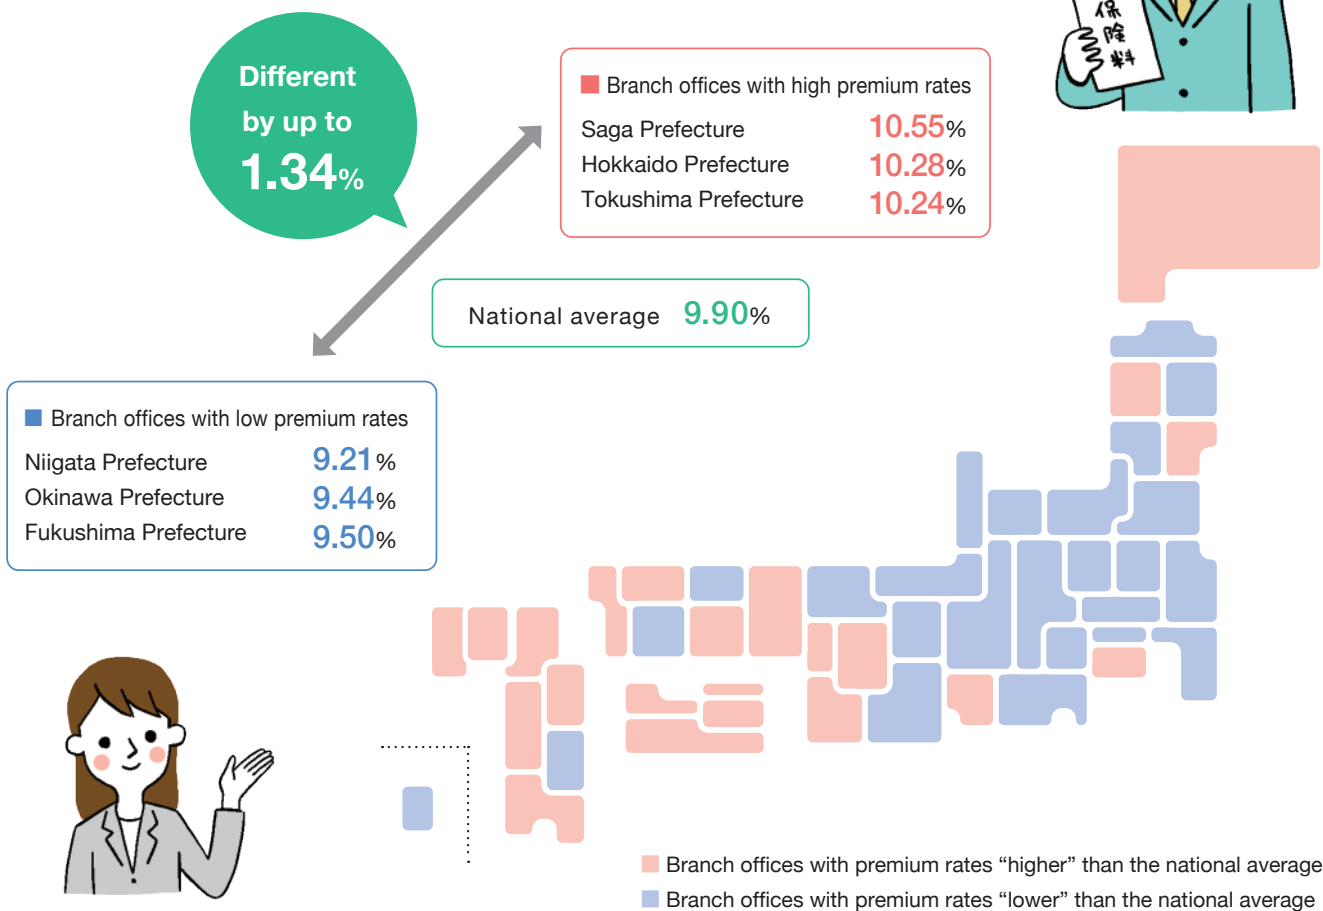 保
険
料
Different
by up to
1.34%
Branch offices with high premium rates
Saga Prefecture 10.55%
Hokkaido Prefecture 10.28%
Tokushima Prefecture 10.24%
National average 9.90%
Branch offices with low premium rates
Niigata Prefecture 9.21%
Okinawa Prefecture 9.44%
Fukushima Prefecture 9.50%
Branch offices with premium rates “higher” than the national average
Branch offices with premium rates “lower” than the national average